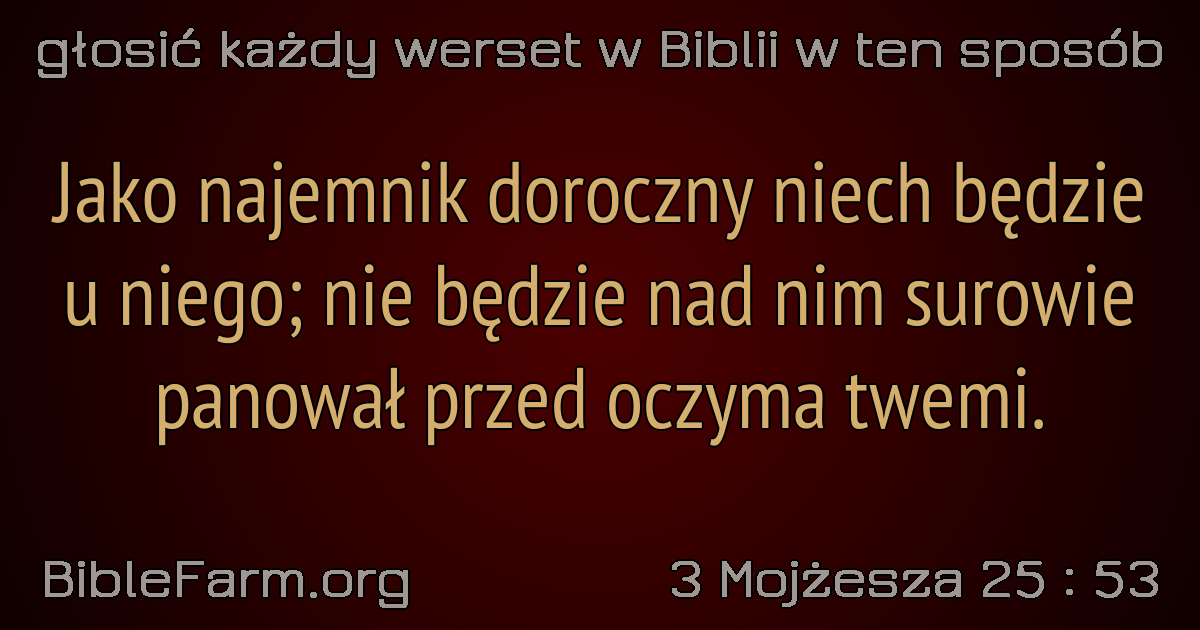 głosić każdy werset w Biblii w ten sposób
Jako najemnik doroczny niech będzie
u niego; nie będzie nad nim surowie
panował przed oczyma twemi.
BibleFarm.org
3 Mojżesza 25 : 53